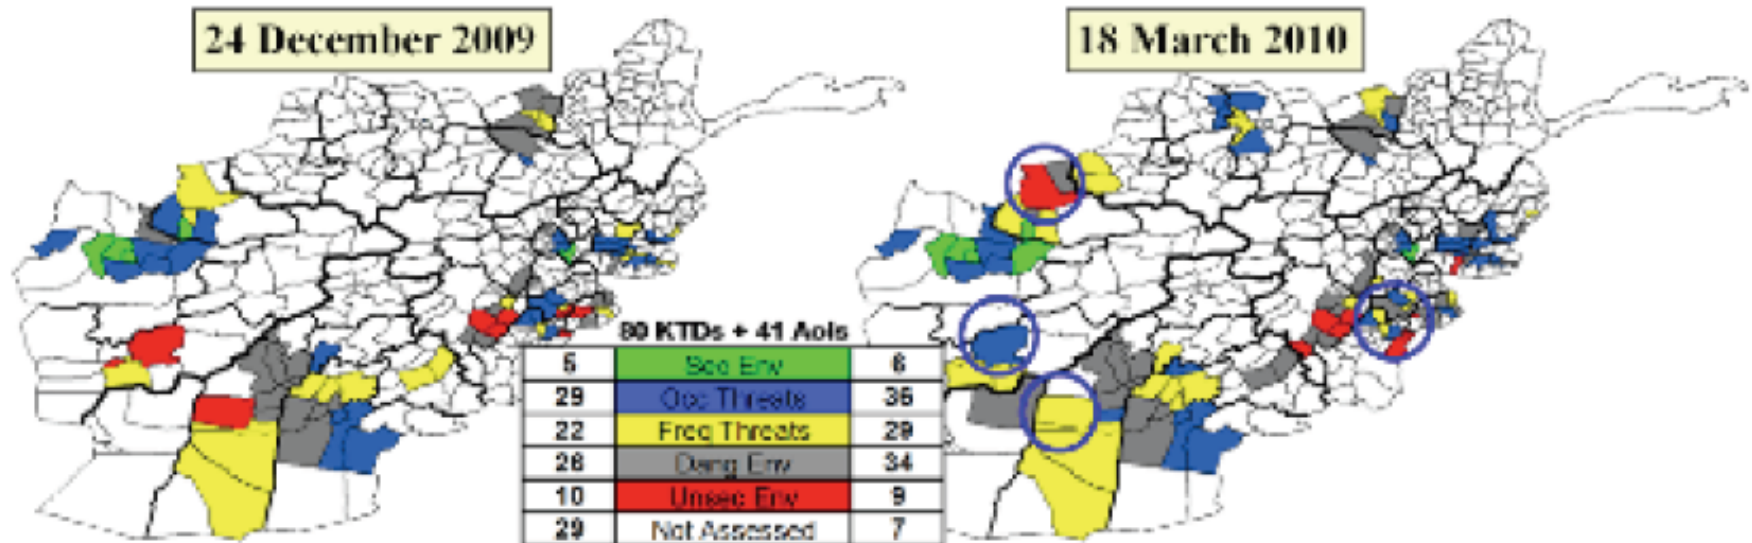 24 December 2009
18 March 2010
80 KTDs + 41 AoIs
5 Sec Env 6
29 Occ Threats 36
22 Freq Threats 29
26 Dang Env 34
10 Unsec Env 9
29 Not Assessed 7